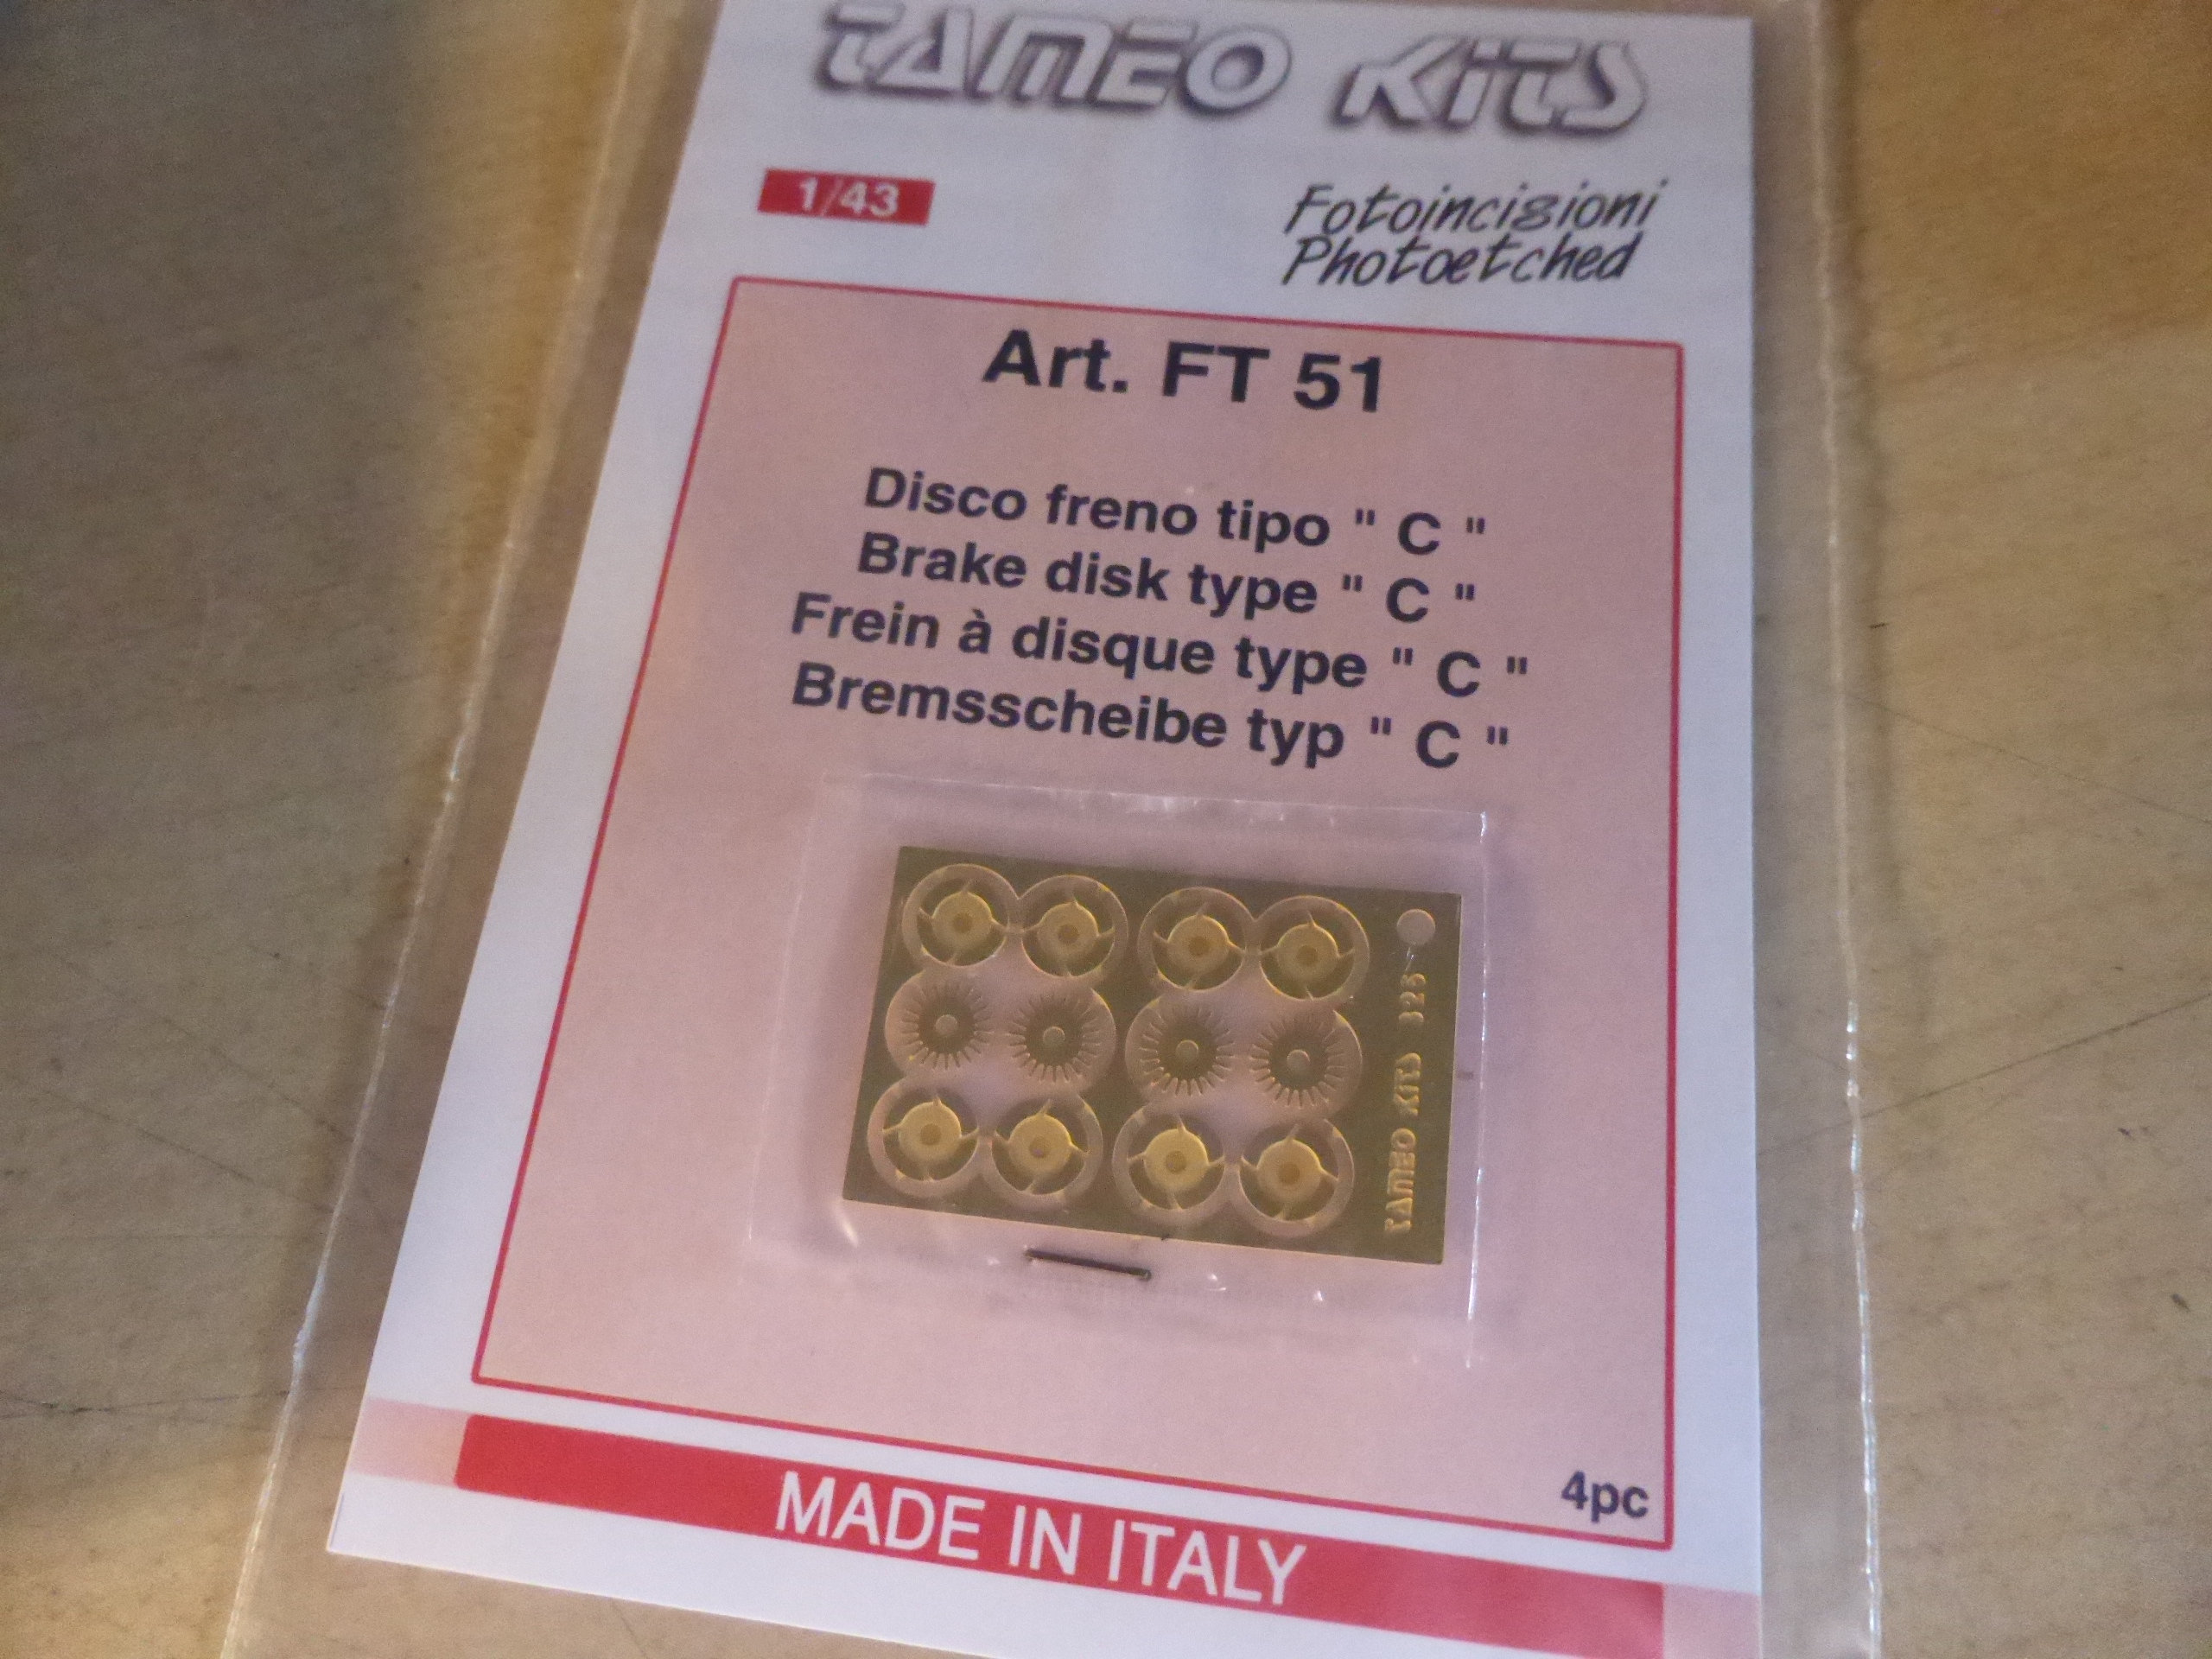 TAMEO KITS
1/43
Fotoincisioni
Photoetched
Art. FT 51
Disco freno tipo " C "
Brake disk type " C "
Frein à disque type " C "
Bremsscheibe typ " C "
TAMEO KITS
4pc
MADE IN ITALY